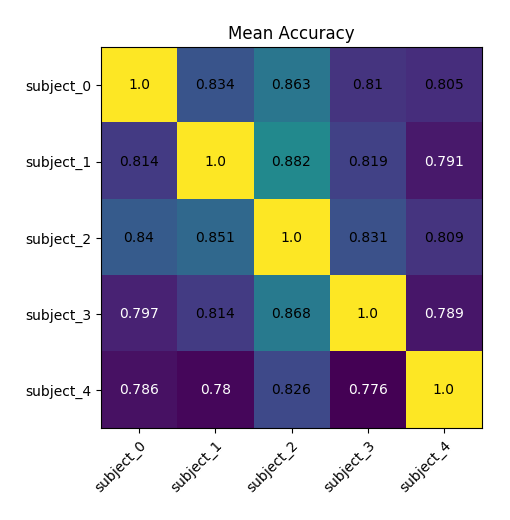 Mean Accuracy
subject_0 1.0 0.834 0.863 0.81 0.805
subject_1 0.814 1.0 0.882 0.819 0.791
subject_2 0.84 0.851 1.0 0.831 0.809
subject_3 0.797 0.814 0.868 1.0 0.789
subject_4 0.786 0.78 0.826 0.776 1.0
subject_0 subject_1 subject_2 subject_3 subject_4